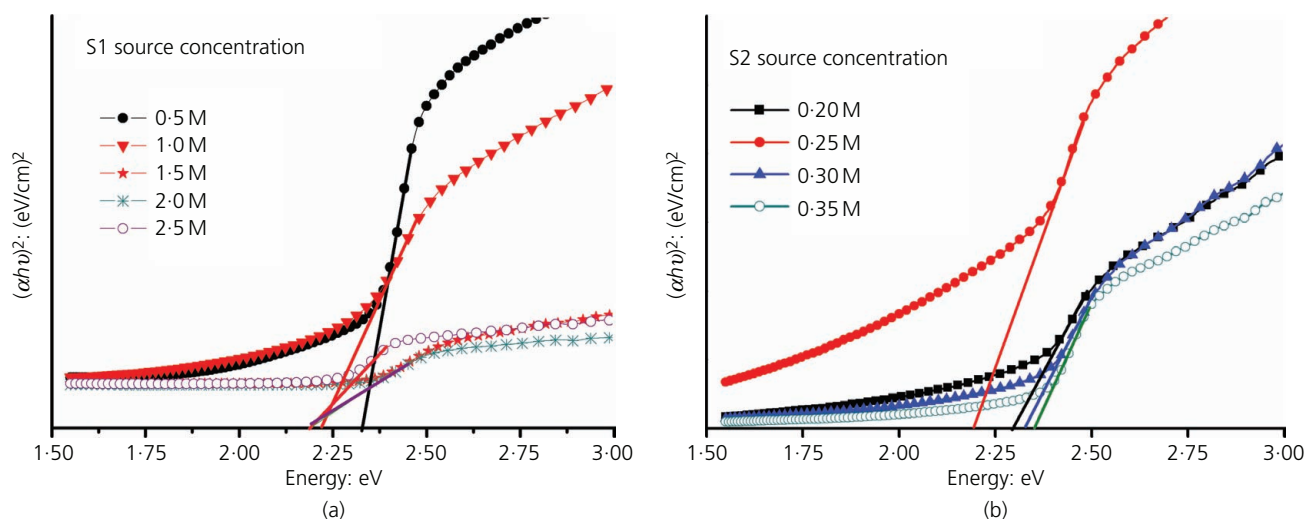 S1 source concentration
0·5 M
1·0 M
1·5 M
2·0 M
2·5 M
(αhυ)²: (eV/cm)²
1·50 2·00 2·25 2·50 2·75 3·00
Energy: eV
(a)
S2 source concentration
0·20 M
0·25 M
0·30 M
0·35 M
(αhυ)²: (eV/cm)²
1·50 1·75 2·00 2·25 2·50 2·75 3·00
Energy: eV
(b)